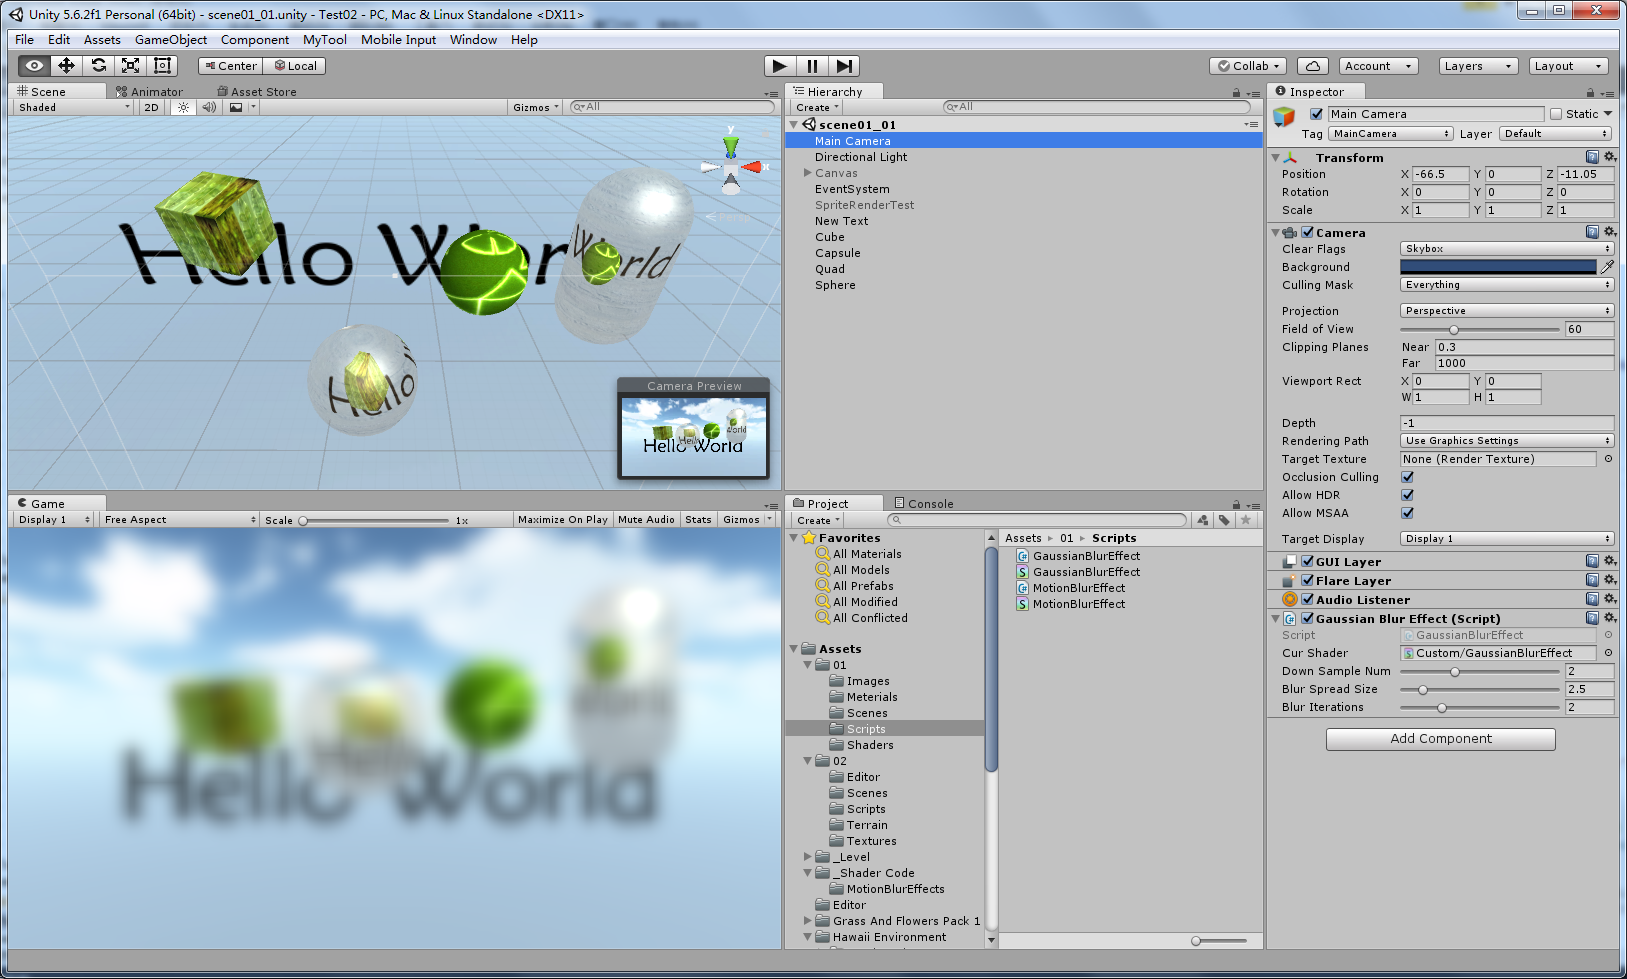 Unity 5.6.2f1 Personal (64bit) - scene01_01.unity - Test02 - PC, Mac & Linux Standalone <DX11>
File Edit Assets GameObject Component MyTool Mobile Input Window Help
Center Local Collab Account Layers Layout
Scene Animator Asset Store
Shaded 2D Gizmos All
y
x
Persp
Hello World
World
Hello
Camera Preview
Hello World
Hello
World
Game
Display 1 Free Aspect Scale 1x Maximize On Play Mute Audio Stats Gizmos
Hello World
Hello
World
Hierarchy
Create All
scene01_01
Main Camera
Directional Light
Canvas
EventSystem
SpriteRenderTest
New Text
Cube
Capsule
Quad
Sphere
Project Console
Create
Favorites
All Materials
All Models
All Prefabs
All Modified
All Conflicted
Assets
01
Images
Meterials
Scenes
Scripts
Shaders
02
Editor
Scenes
Scripts
Terrain
Textures
_Level
_Shader Code
MotionBlurEffects
Editor
Grass And Flowers Pack 1
Hawaii Environment
Assets 01 Scripts
GaussianBlurEffect
GaussianBlurEffect
MotionBlurEffect
MotionBlurEffect
Inspector
Main Camera Static
Tag MainCamera Layer Default
Transform
Position X -66.5 Y 0 Z -11.05
Rotation X 0 Y 0 Z 0
Scale X 1 Y 1 Z 1
Camera
Clear Flags Skybox
Background
Culling Mask Everything
Projection Perspective
Field of View 60
Clipping Planes Near 0.3
Far 1000
Viewport Rect X 0 Y 0
W 1 H 1
Depth -1
Rendering Path Use Graphics Settings
Target Texture None (Render Texture)
Occlusion Culling
Allow HDR
Allow MSAA
Target Display Display 1
GUI Layer
Flare Layer
Audio Listener
Gaussian Blur Effect (Script)
Script GaussianBlurEffect
Cur Shader Custom/GaussianBlurEffect
Down Sample Num 2
Blur Spread Size 2.5
Blur Iterations 2
Add Component